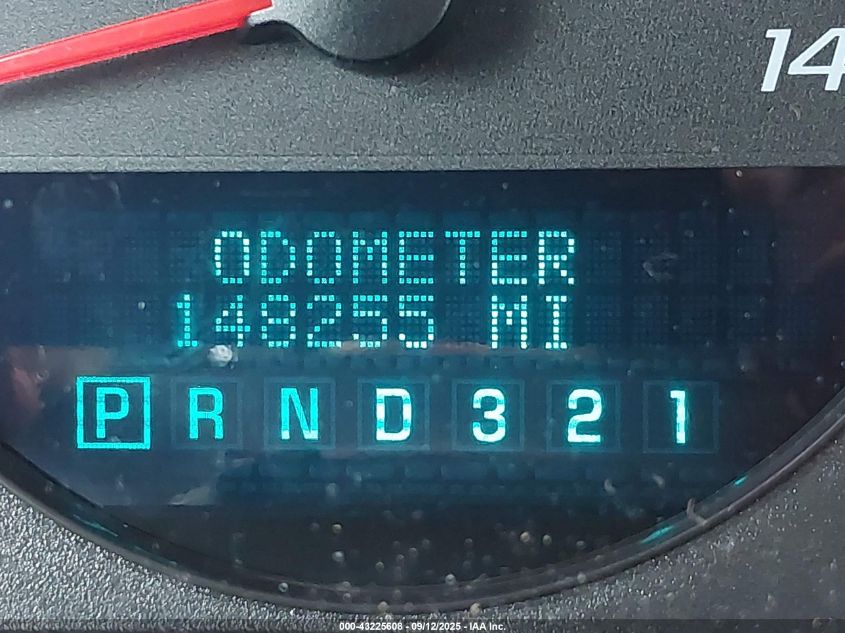 14
ODOMETER
148255 MI
P R N D 3 2 1
000-43225608 - 09/12/2025 - IAA Inc.